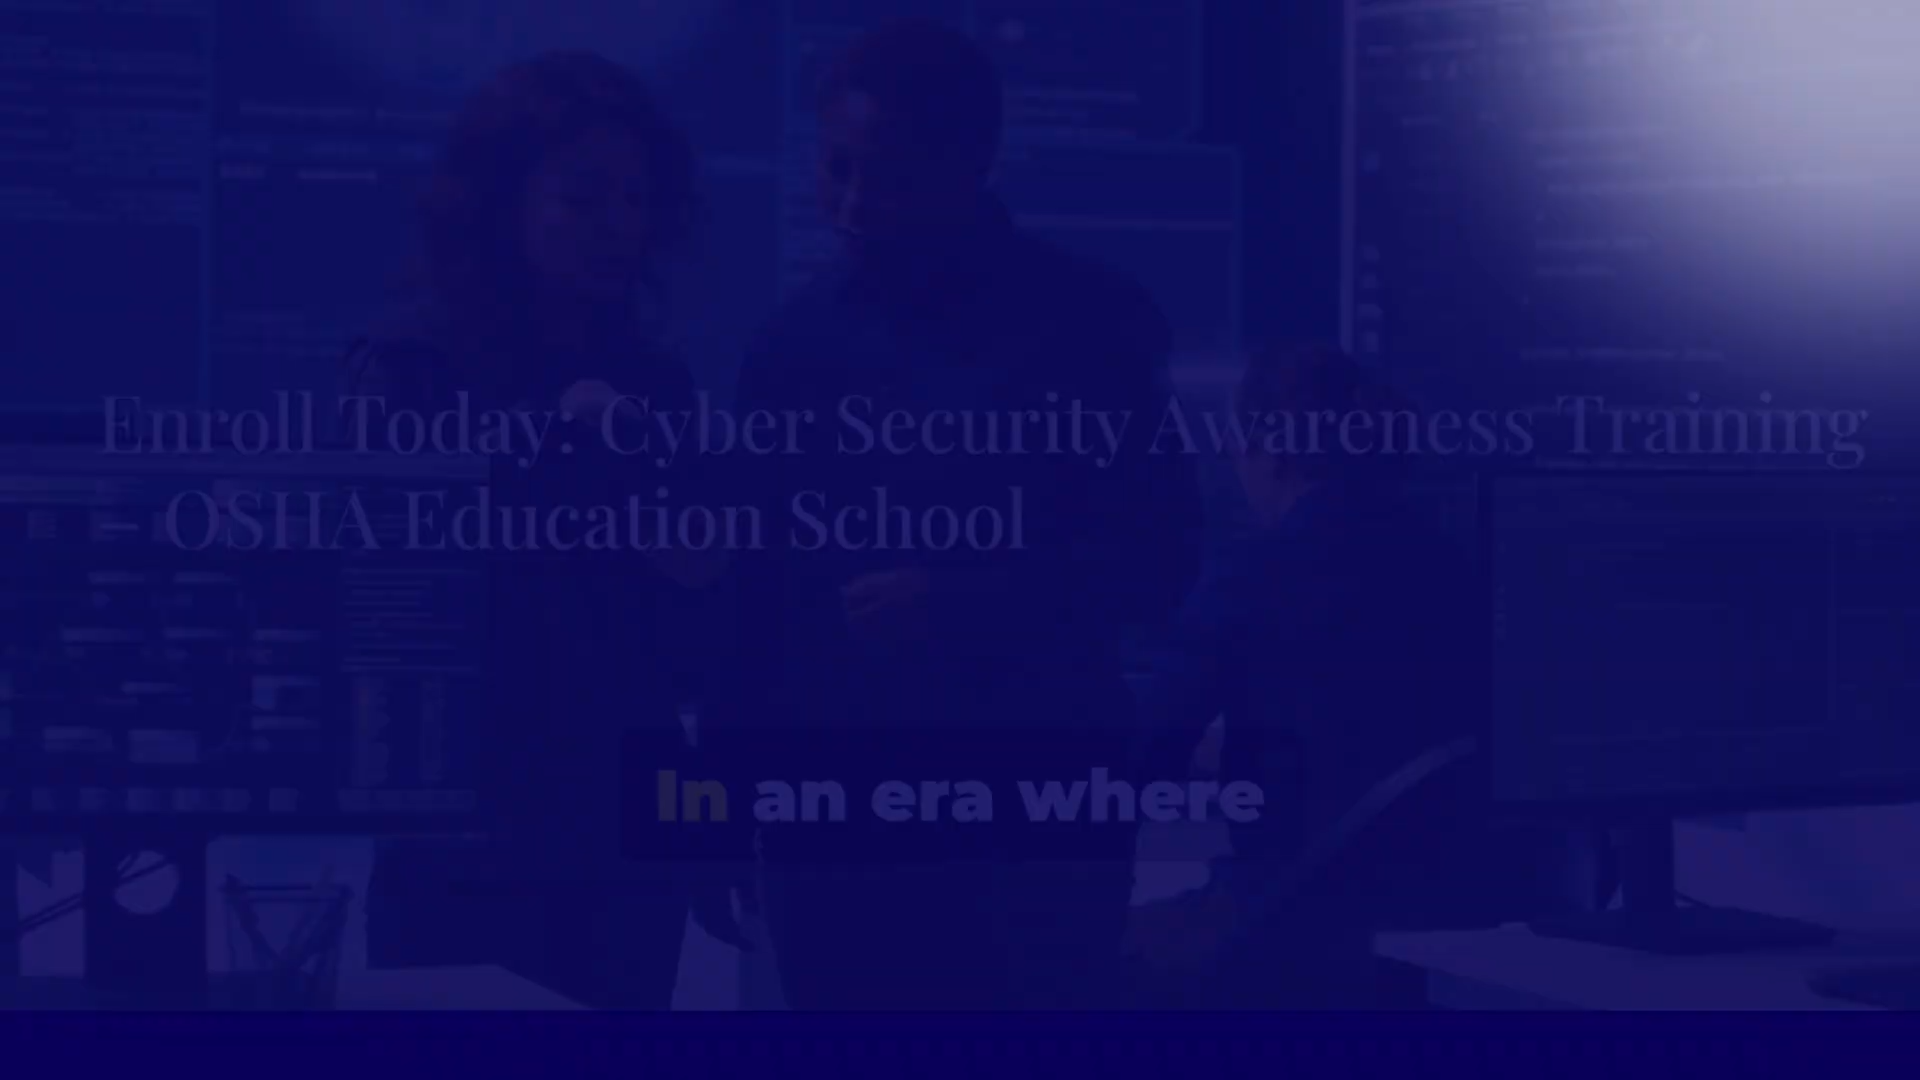 Enroll Today: Cyber Security Awareness Training
– OSHA Education School
In an era where